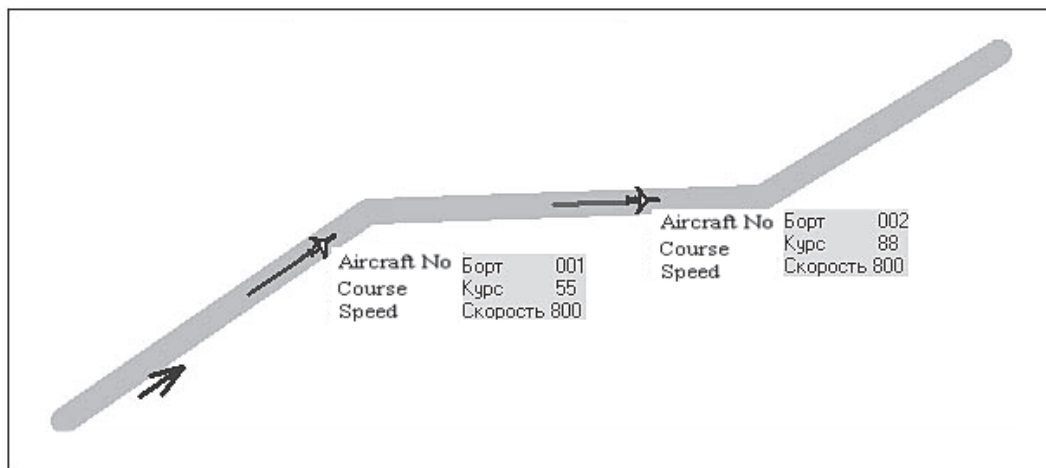 Aircraft No Борт 002
Course Курс 88
Speed Скорость 800
Aircraft No Борт 001
Course Курс 55
Speed Скорость 800